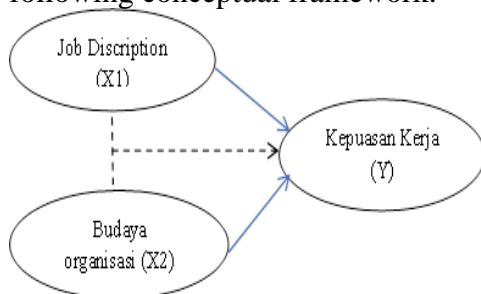 following conceptual framework:
Job Discription
(X1)
Kepuasan Kerja
(Y)
Budaya
organisasi (X2)